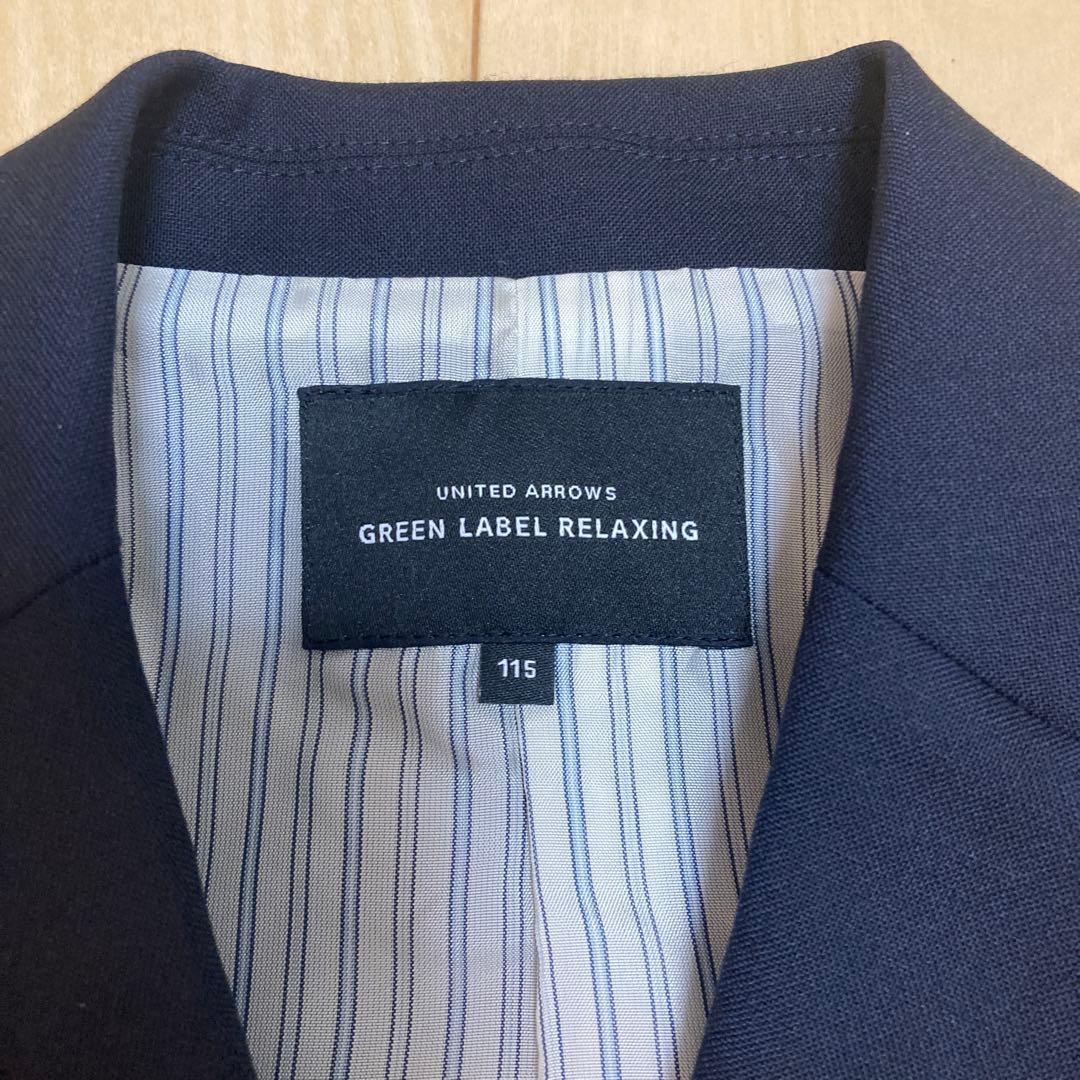 UNITED ARROWS
GREEN LABEL RELAXING
115